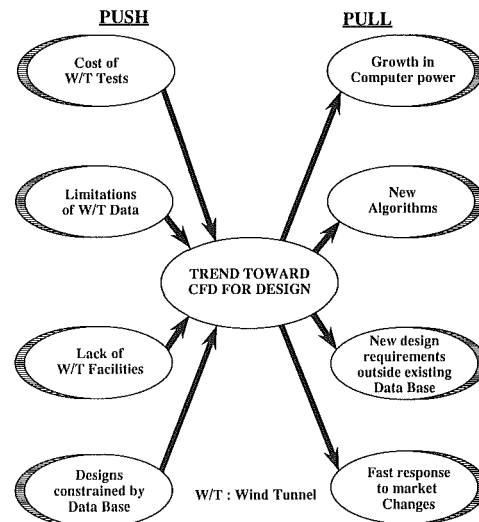 PUSH
PULL
Cost of
W/T Tests
Growth in
Computer power
Limitations
of W/T Data
New
Algorithms
TREND TOWARD
CFD FOR DESIGN
Lack of
W/T Facilities
New design
requirements
outside existing
Data Base
Designs
constrained by
Data Base
W/T : Wind Tunnel
Fast response
to market
Changes